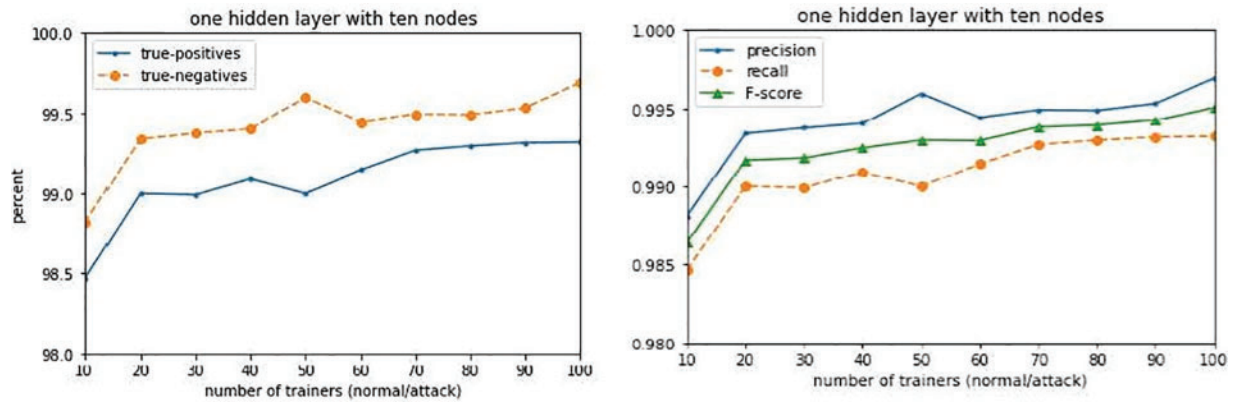 one hidden layer with ten nodes
100.0
99.5
99.0
98.5
98.0
percent
true-positives
true-negatives
10 20 30 40 50 60 70 80 90 100
number of trainers (normal/attack)
one hidden layer with ten nodes
1.000
0.995
0.990
0.985
0.980
precision
recall
F-score
10 20 30 40 50 60 70 80 90 100
number of trainers (normal/attack)